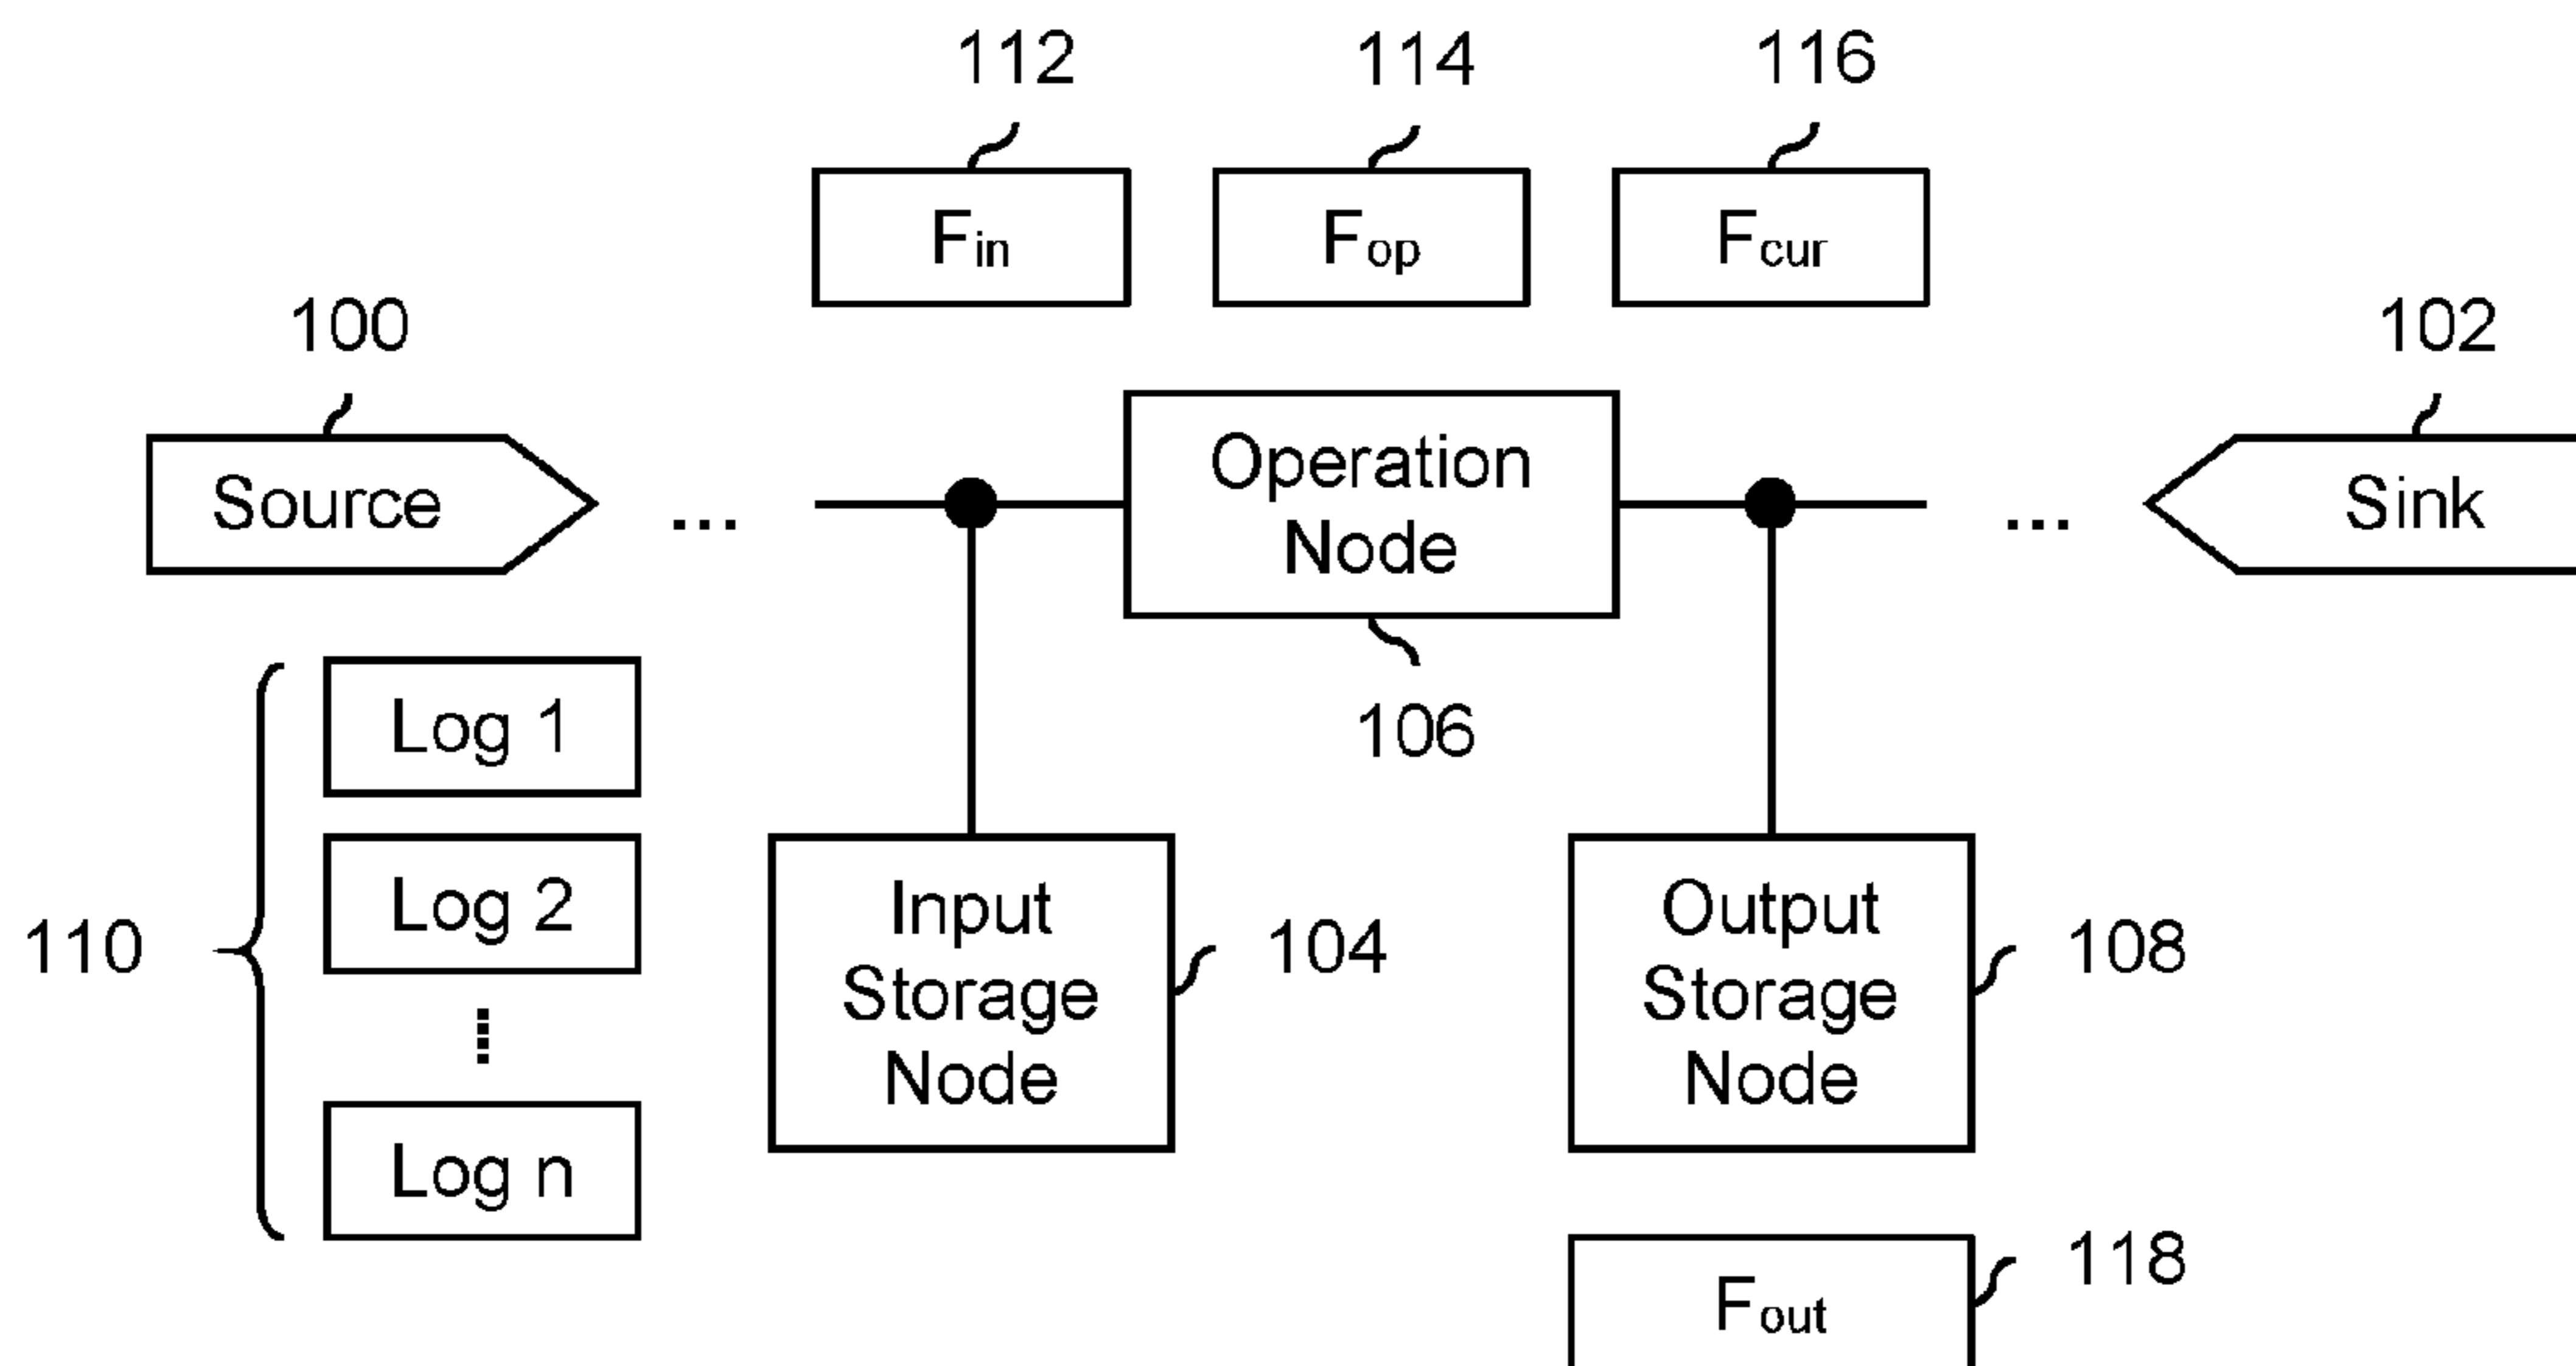 112 114 116
Fin Fop Fcur
100 102
Source ... Operation Node ... Sink
Log 1
106
Log 2
110
Input Storage Node 104
Output Storage Node 108
Log n
118
Fout